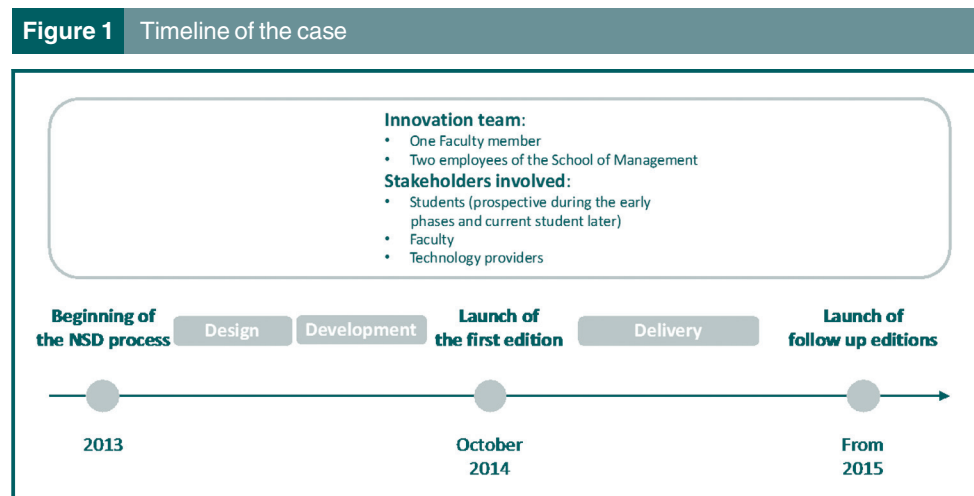 Figure 1 Timeline of the case
Innovation team:
• One Faculty member
• Two employees of the School of Management
Stakeholders involved:
• Students (prospective during the early
phases and current student later)
• Faculty
• Technology providers
Beginning of
the NSD process
Design
Development
Launch of
the first edition
Delivery
Launch of
follow up editions
2013
October
2014
From
2015